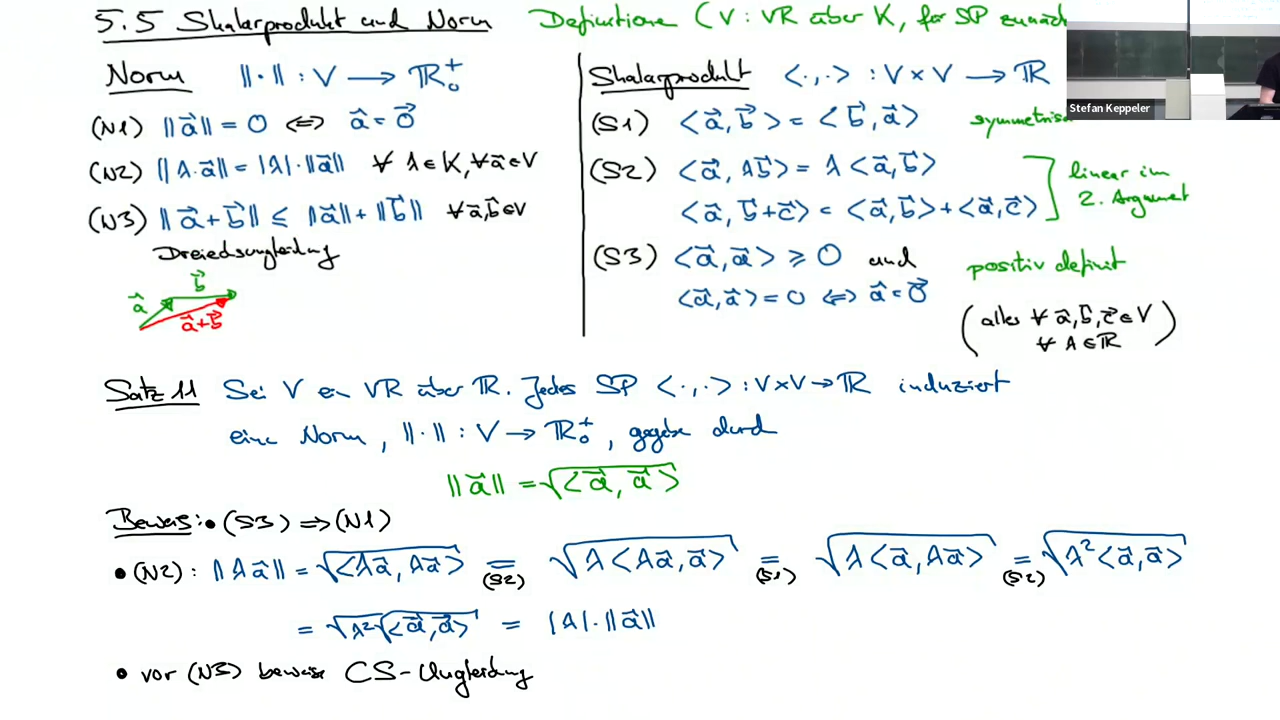 5.5 Skalarprodukt und Norm
Definitionen (V: VR über K, für SP zunäch
Norm ‖·‖ : V → ℝ₀⁺
(N1) ‖a⃗‖ = 0 ⇔ a⃗ = 0⃗
(N2) ‖λ·a⃗‖ = |λ|·‖a⃗‖ ∀ λ∈K, ∀ a⃗∈V
(N3) ‖a⃗+b⃗‖ ≤ ‖a⃗‖+‖b⃗‖ ∀ a⃗,b⃗∈V
Dreiecksungleichung
b⃗
a⃗
a⃗+b⃗
Skalarprodukt <·,·> : V×V → ℝ
(S1) <a⃗,b⃗> = <b⃗,a⃗> symmetrisc
(S2) <a⃗,λb⃗> = λ<a⃗,b⃗>
<a⃗,b⃗+c⃗> = <a⃗,b⃗>+<a⃗,c⃗>
linear im
2. Argument
(S3) <a⃗,a⃗> ⩾ 0 und positiv definit
<a⃗,a⃗> = 0 ⇔ a⃗ = 0⃗
(alles ∀ a⃗,b⃗,c⃗∈V
∀ λ∈ℝ)
Stefan Keppeler
Satz 11 Sei V ein VR über ℝ. Jedes SP <·,·> : V×V→ℝ induziert
eine Norm, ‖·‖ : V → ℝ₀⁺, gegeben durch
‖a⃗‖ = √<a⃗,a⃗>
Beweis: • (S3) ⇒ (N1)
• (N2): ‖λa⃗‖ = √<λa⃗,λa⃗> =(S2) √λ<λa⃗,a⃗> =(S1) √λ<a⃗,λa⃗> =(S2) √λ²<a⃗,a⃗>
= √λ² √<a⃗,a⃗> = |λ|·‖a⃗‖
• vor (N3) beweise CS-Ungleichung